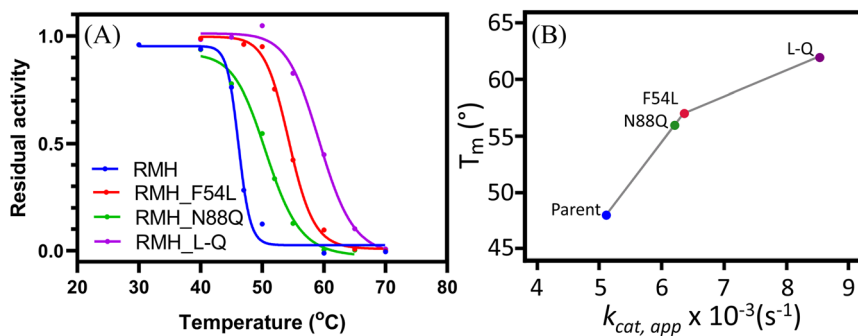 (A)
Residual activity
1.0
0.5
0.0
RMH
RMH_F54L
RMH_N88Q
RMH_L-Q
20 30 40 50 60 70 80
Temperature (°C)
(B)
Tm (°)
65
60
55
50
45
L-Q
F54L
N88Q
Parent
4 5 6 7 8 9
kcat, app x 10-3(s-1)